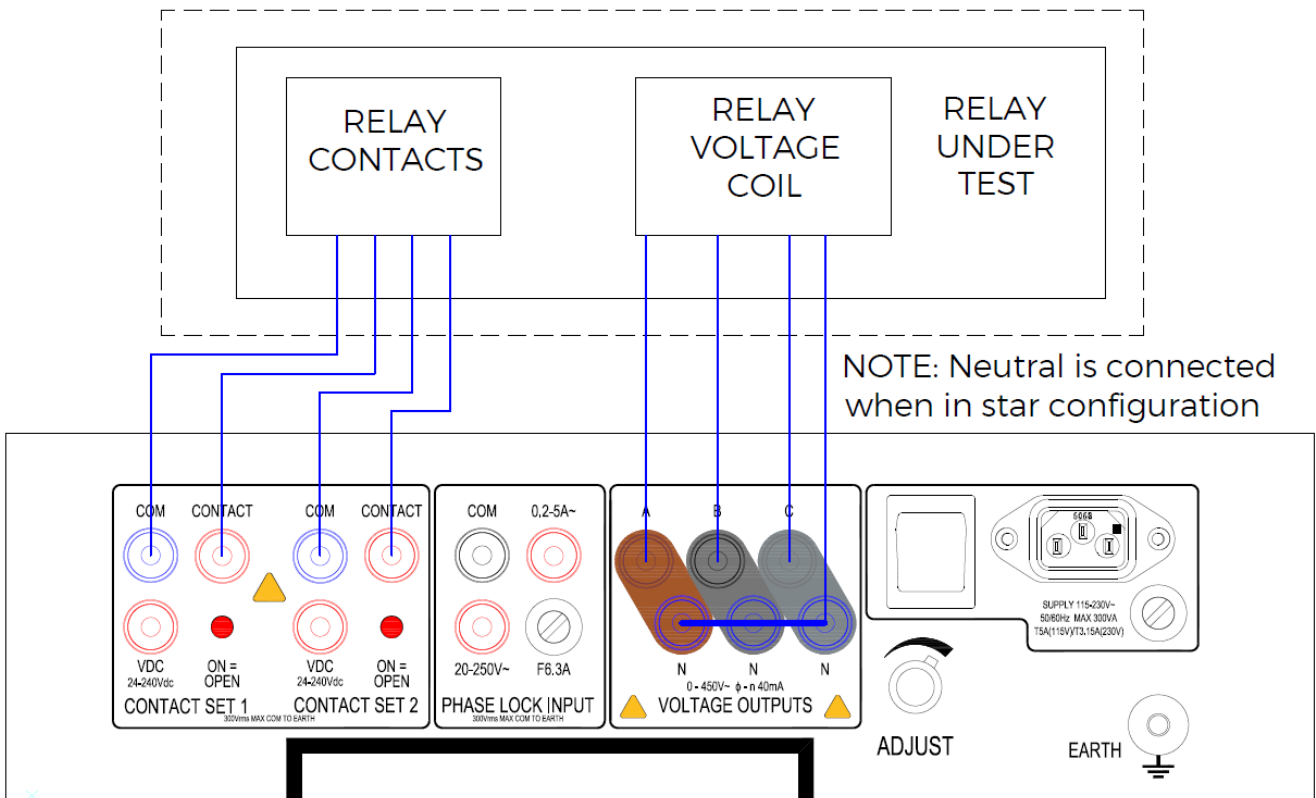 RELAY
CONTACTS
RELAY
VOLTAGE
COIL
RELAY
UNDER
TEST
NOTE: Neutral is connected
when in star configuration
COM CONTACT COM CONTACT
VDC
24-240Vdc
ON =
OPEN
VDC
24-240Vdc
ON =
OPEN
CONTACT SET 1 CONTACT SET 2
300Vrms MAX COM TO EARTH
COM 0,2-5A~
20-250V~ F6.3A
PHASE LOCK INPUT
300Vrms MAX COM TO EARTH
A B C
N N N
0 - 450V~ ϕ - n 40mA
VOLTAGE OUTPUTS
SUPPLY 115-230V~
50/60Hz MAX 300VA
T5A(115V)/T3.15A(230V)
ADJUST
EARTH